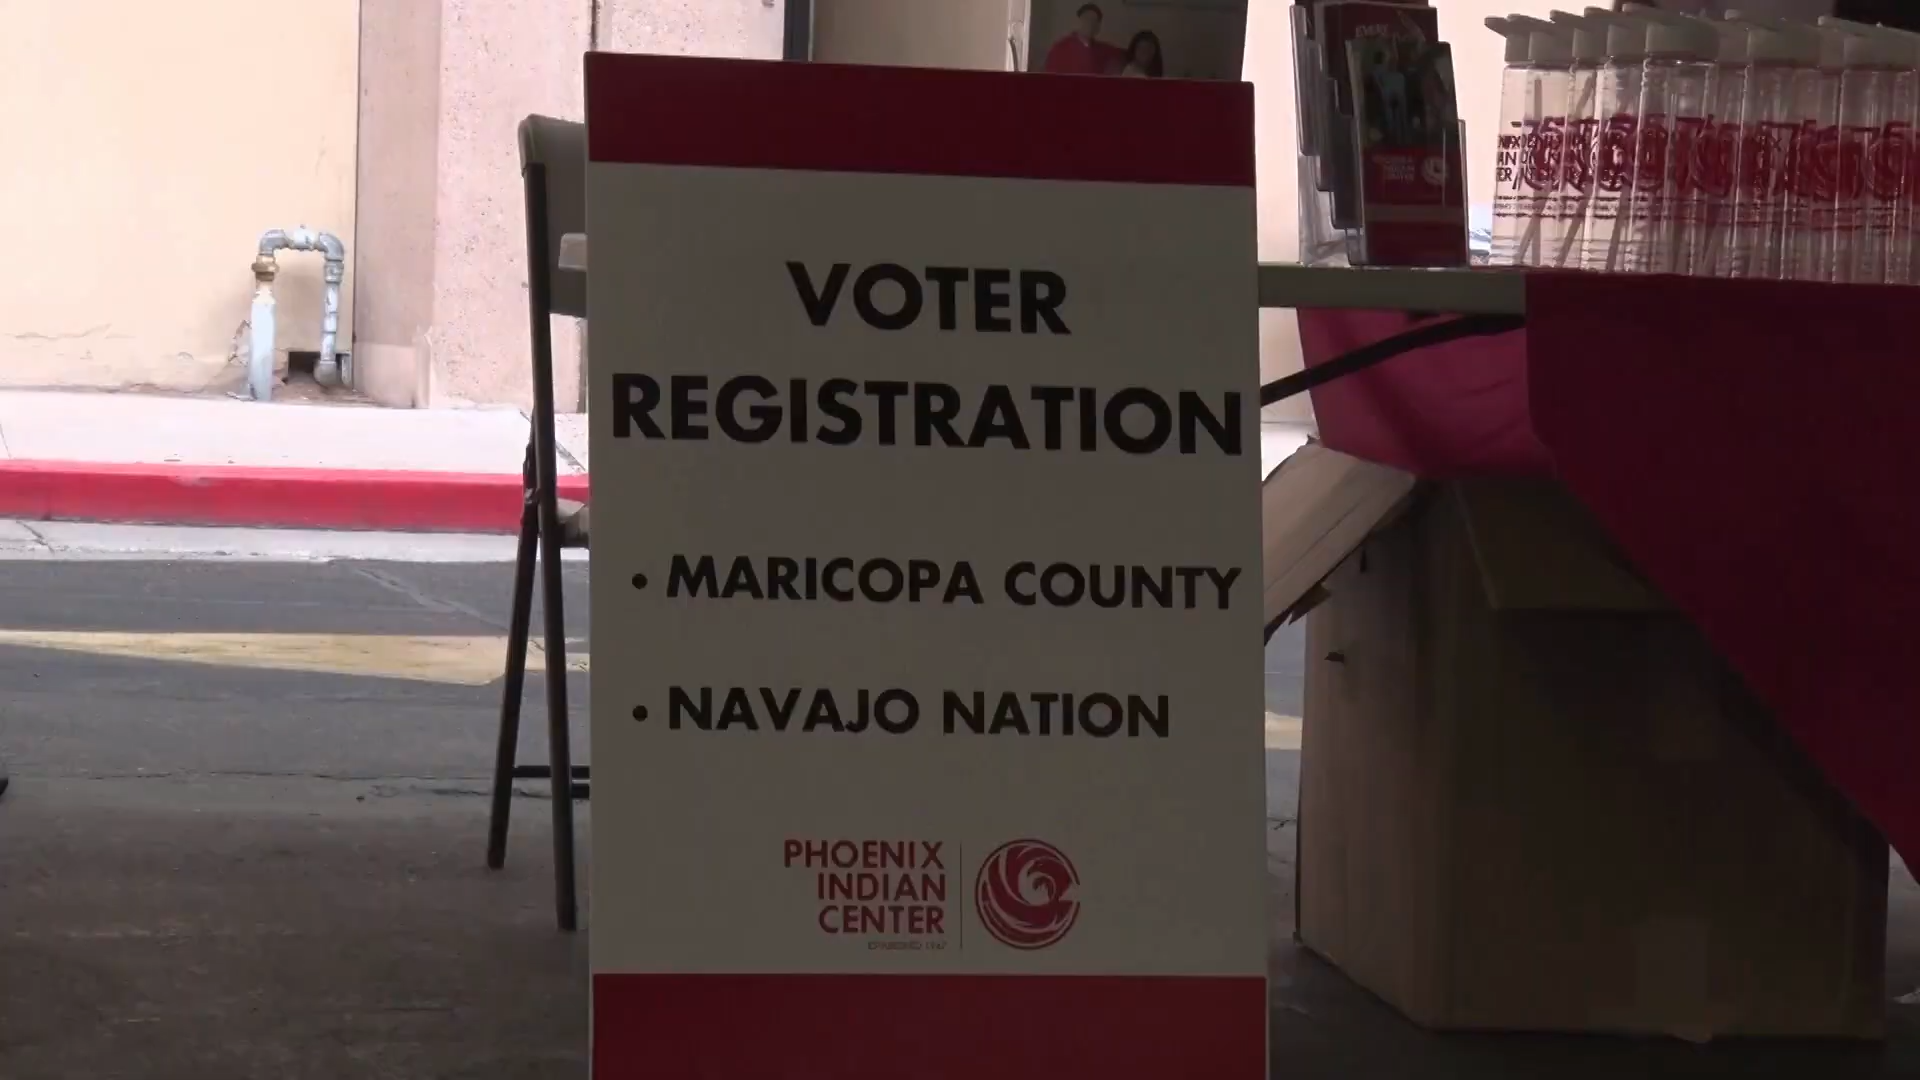 VOTER
REGISTRATION
• MARICOPA COUNTY
• NAVAJO NATION
PHOENIX
INDIAN
CENTER